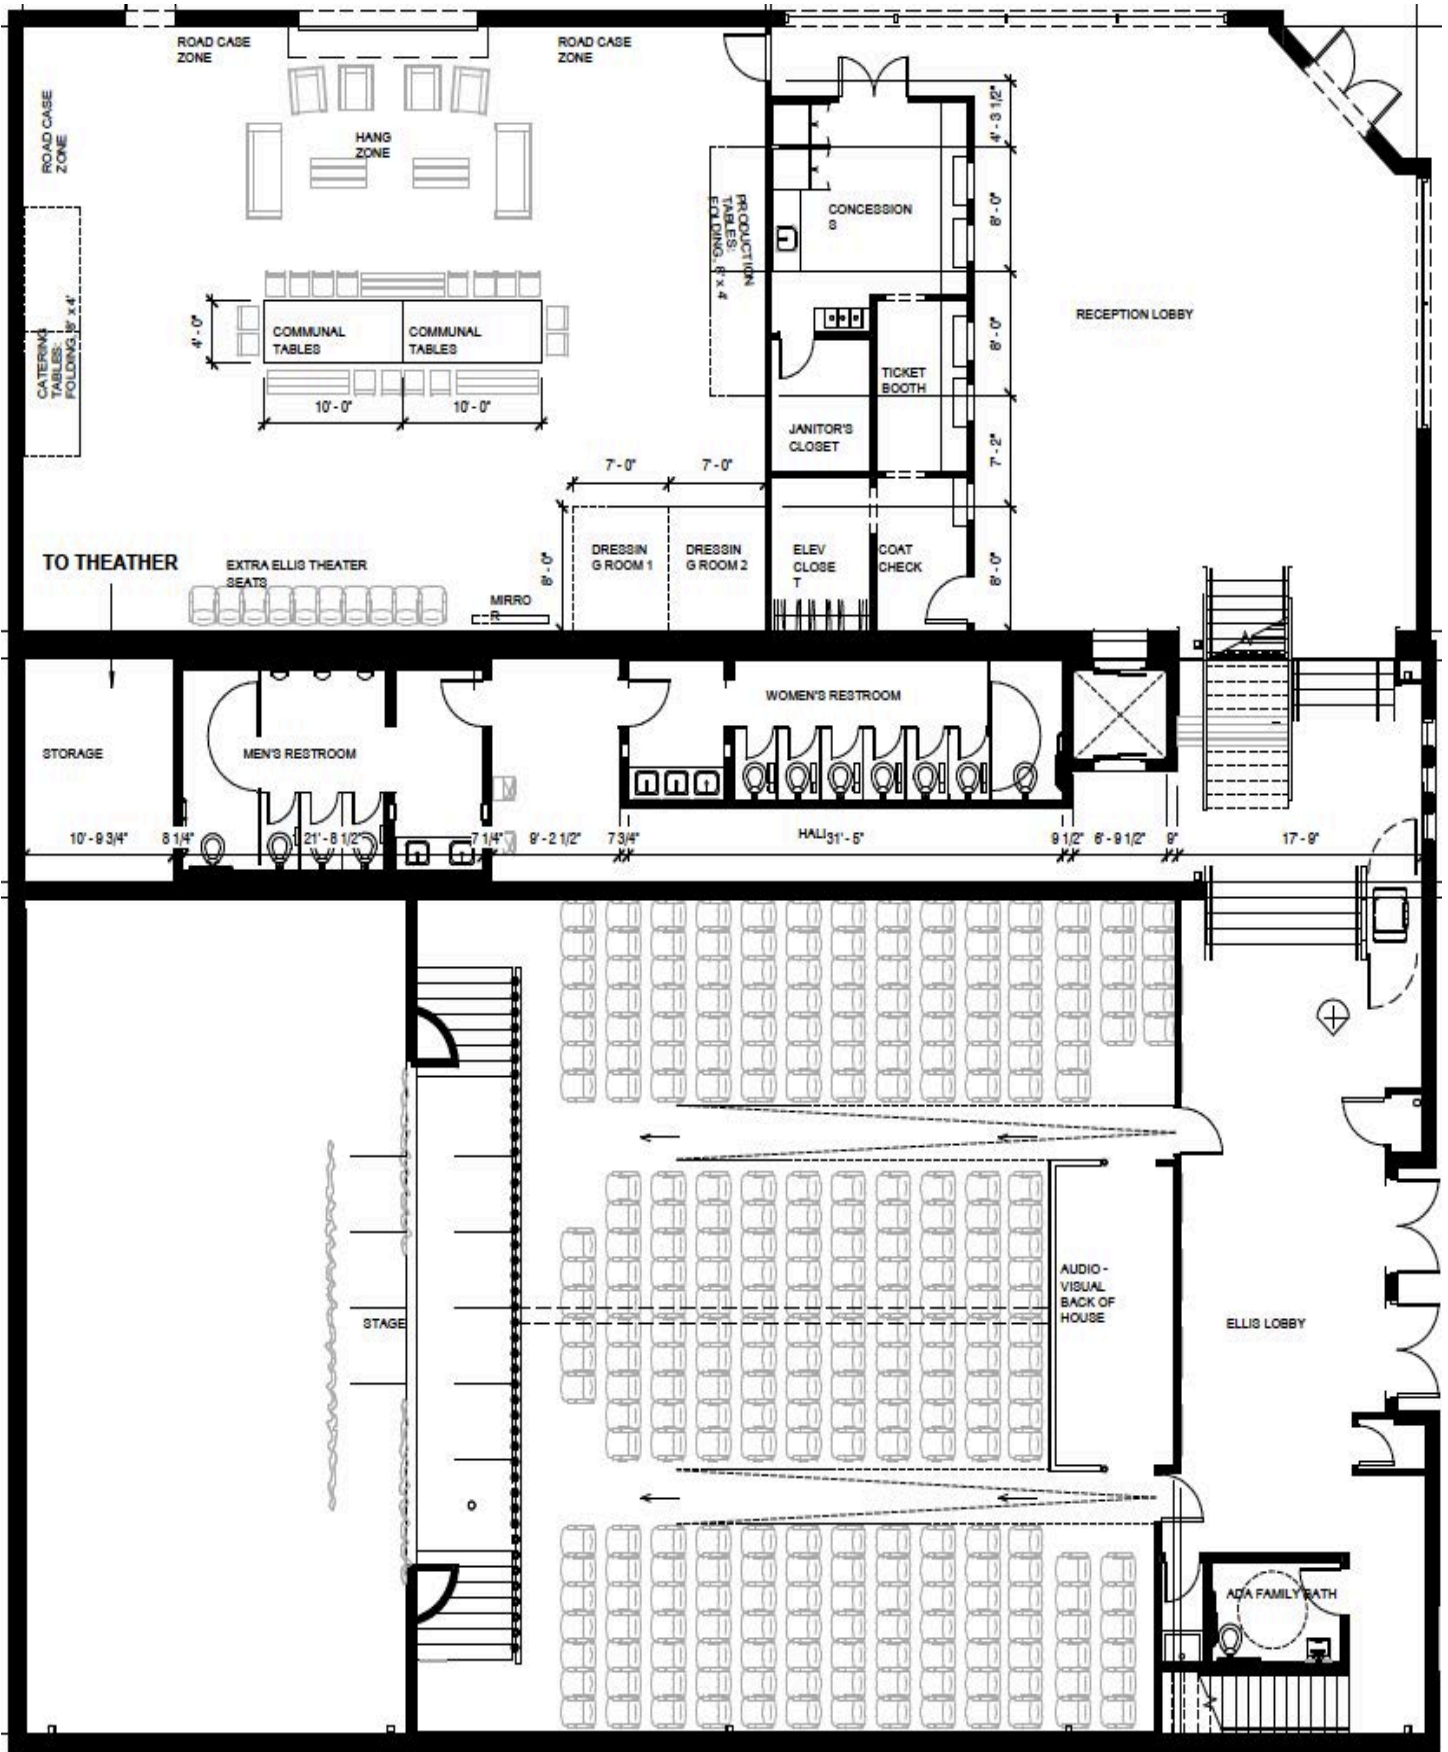 ROAD CASE
ZONE
ROAD CASE
ZONE
ROAD CASE
ZONE
HANG
ZONE
4' - 3 1/2"
CONCESSION
S
PRODUCTION
TABLES:
FOLDING, 8' x 4'
8' - 0"
RECEPTION LOBBY
CATERING
TABLES:
FOLDING, 8' x 4'
4' - 0"
COMMUNAL
TABLES
COMMUNAL
TABLES
8' - 0"
TICKET
BOOTH
10' - 0"
10' - 0"
JANITOR'S
CLOSET
7' - 2"
7' - 0"
7' - 0"
TO THEATHER
EXTRA ELLIS THEATER
SEATS
MIRRO
R
8' - 0"
DRESSIN
G ROOM 1
DRESSIN
G ROOM 2
ELEV
CLOSE
T
COAT
CHECK
8' - 0"
STORAGE
MEN'S RESTROOM
WOMEN'S RESTROOM
10' - 9 3/4"
8 1/4"
21' - 8 1/2"
7 1/4"
9' - 2 1/2"
7 3/4"
HALL
31' - 5"
9 1/2"
6' - 9 1/2"
9"
17' - 9"
STAGE
AUDIO -
VISUAL
BACK OF
HOUSE
ELLIS LOBBY
ADA FAMILY BATH